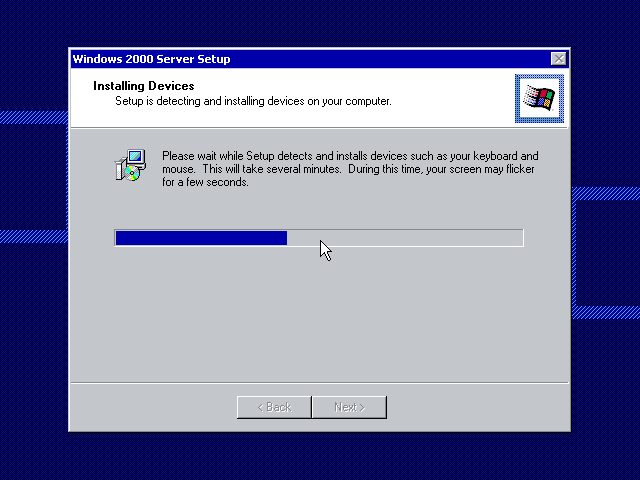 Windows 2000 Server Setup
Installing Devices
Setup is detecting and installing devices on your computer.
Please wait while Setup detects and installs devices such as your keyboard and
mouse.  This will take several minutes.  During this time, your screen may flicker
for a few seconds.
< Back
Next >